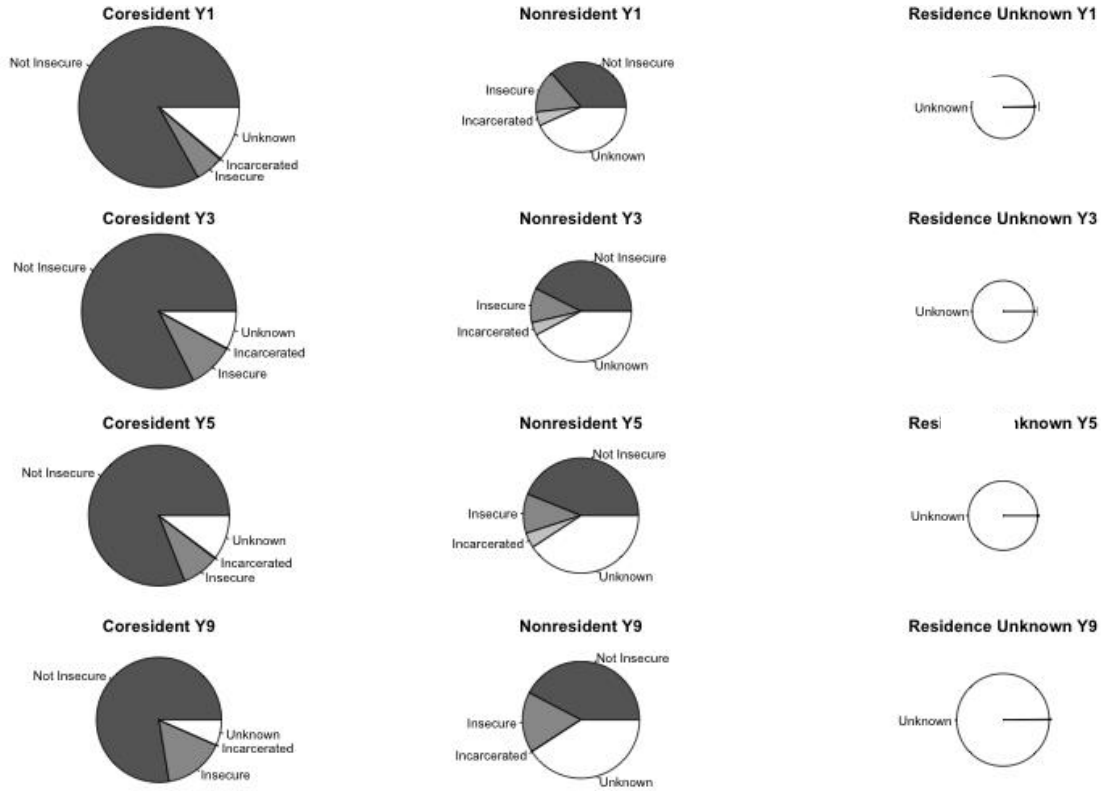 Coresident Y1
Nonresident Y1
Residence Unknown Y1
Not Insecure
Unknown
Incarcerated
Insecure
Not Insecure
Insecure
Incarcerated
Unknown
Unknown
Coresident Y3
Nonresident Y3
Residence Unknown Y3
Not Insecure
Unknown
Incarcerated
Insecure
Not Insecure
Insecure
Incarcerated
Unknown
Unknown
Coresident Y5
Nonresident Y5
Y5
Not Insecure
Unknown
Incarcerated
Insecure
Not Insecure
Insecure
Incarcerated
Unknown
Unknown
Coresident Y9
Nonresident Y9
Residence Unknown Y9
Not Insecure
Unknown
Incarcerated
Insecure
Not Insecure
Insecure
Incarcerated
Unknown
Unknown